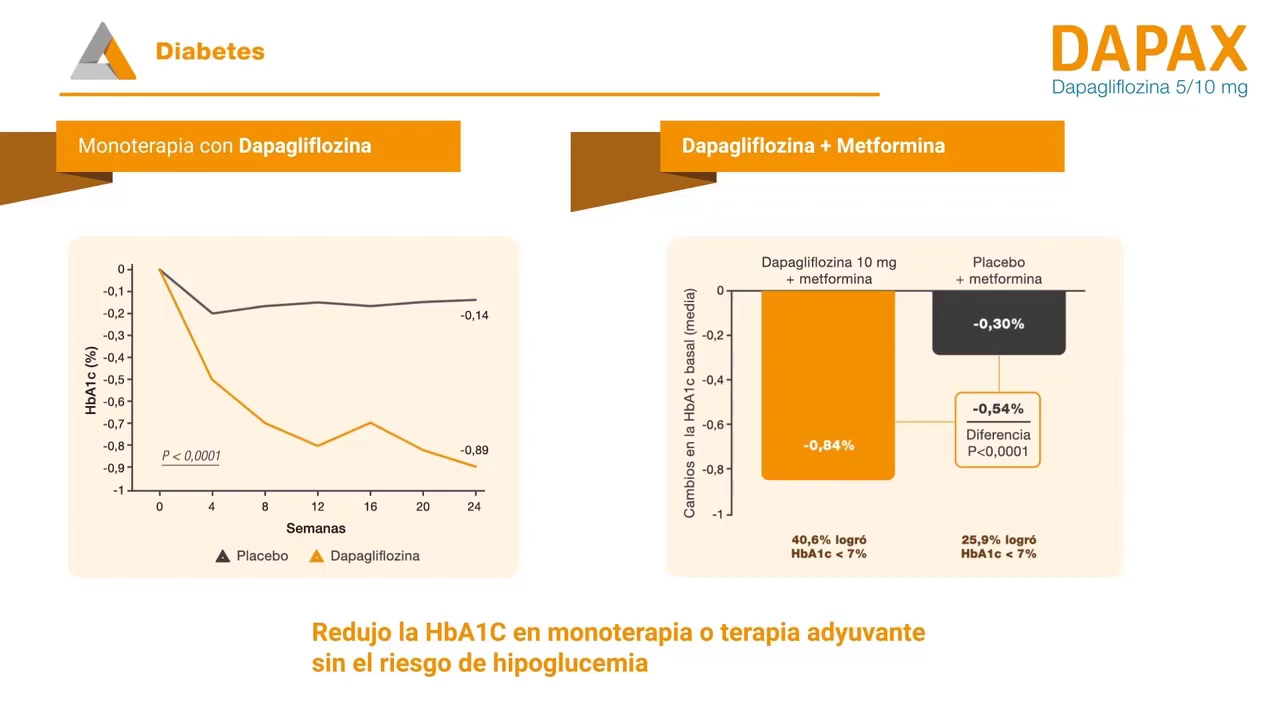 Diabetes
DAPAX
Dapagliflozina 5/10 mg
Monoterapia con Dapagliflozina
HbA1c (%)
0
-0,1
-0,2
-0,3
-0,4
-0,5
-0,6
-0,7
-0,8
-0,9
-1
-0,14
-0,89
P < 0,0001
0 4 8 12 16 20 24
Semanas
Placebo Dapagliflozina
Dapagliflozina + Metformina
Dapagliflozina 10 mg
+ metformina
Placebo
+ metformina
Cambios en la HbA1c basal (media)
0
-0,2
-0,4
-0,6
-0,8
-1
-0,84%
-0,30%
-0,54%
Diferencia
P<0,0001
40,6% logró
HbA1c < 7%
25,9% logró
HbA1c < 7%
Redujo la HbA1C en monoterapia o terapia adyuvante
sin el riesgo de hipoglucemia